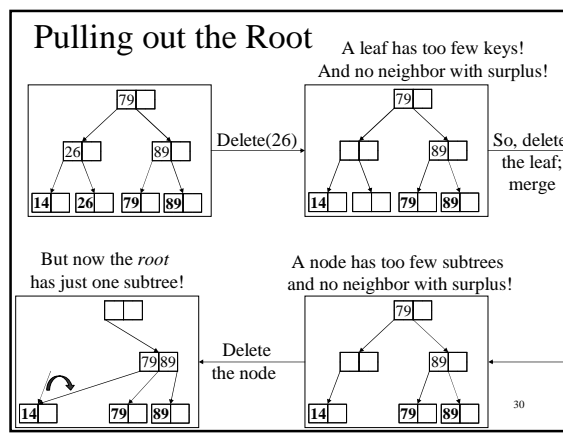 Pulling out the Root
A leaf has too few keys!
And no neighbor with surplus!
79
26 89
14 26 79 89
Delete(26)
79
89
14 79 89
So, delete
the leaf;
merge
A node has too few subtrees
and no neighbor with surplus!
79
89
14 79 89
Delete
the node
But now the root
has just one subtree!
79 89
14 79 89
30